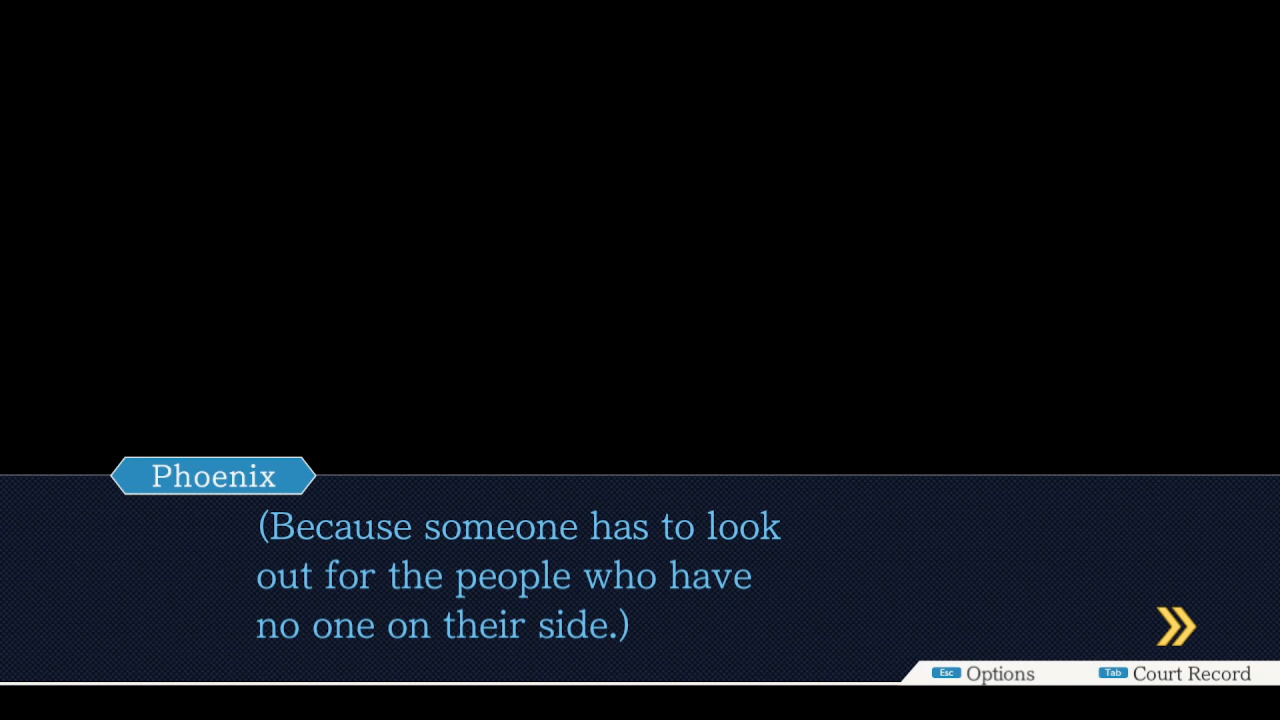 Phoenix
(Because someone has to look
out for the people who have
no one on their side.)
Esc Options Tab Court Record